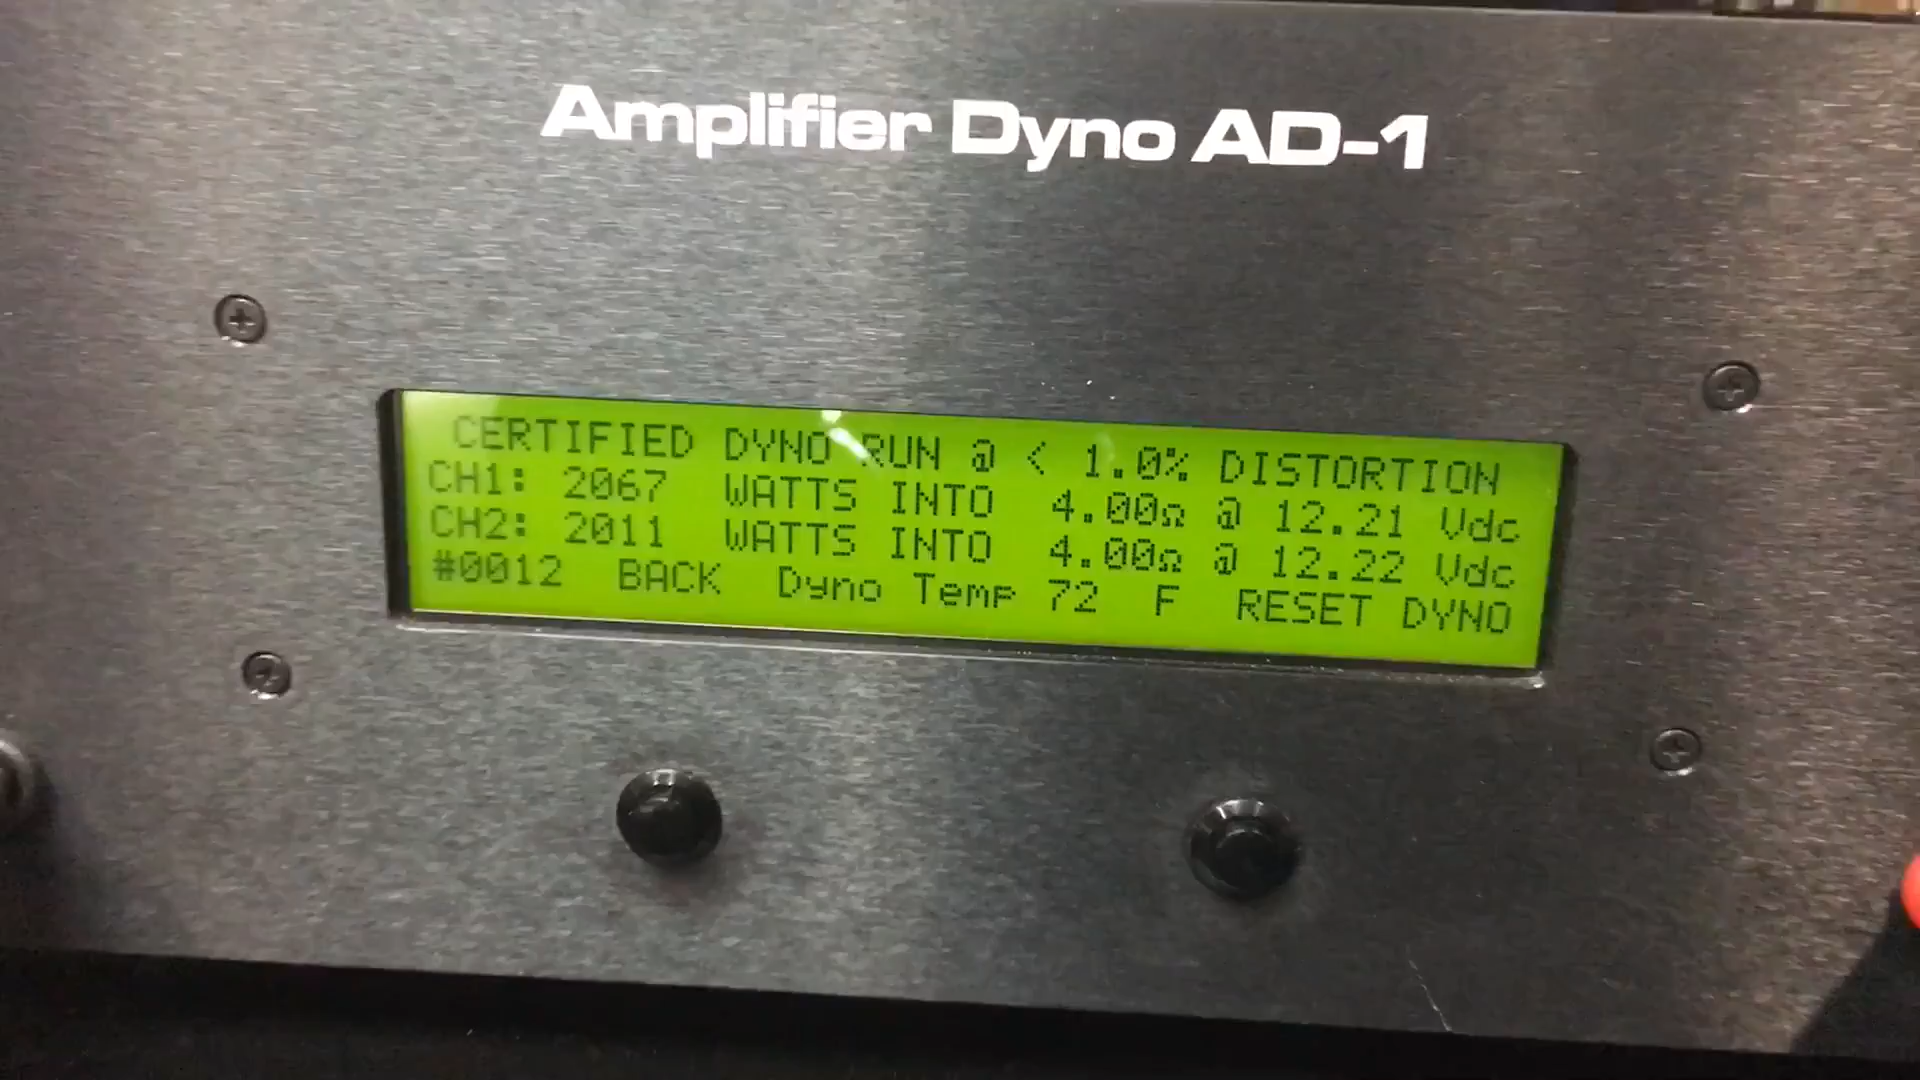 Amplifier Dyno AD-1
CERTIFIED DYNO RUN @ < 1.0% DISTORTION
CH1: 2067 WATTS INTO 4.00Ω @ 12.21 Vdc
CH2: 2011 WATTS INTO 4.00Ω @ 12.22 Vdc
#0012 BACK Dyno Temp 72 F RESET DYNO